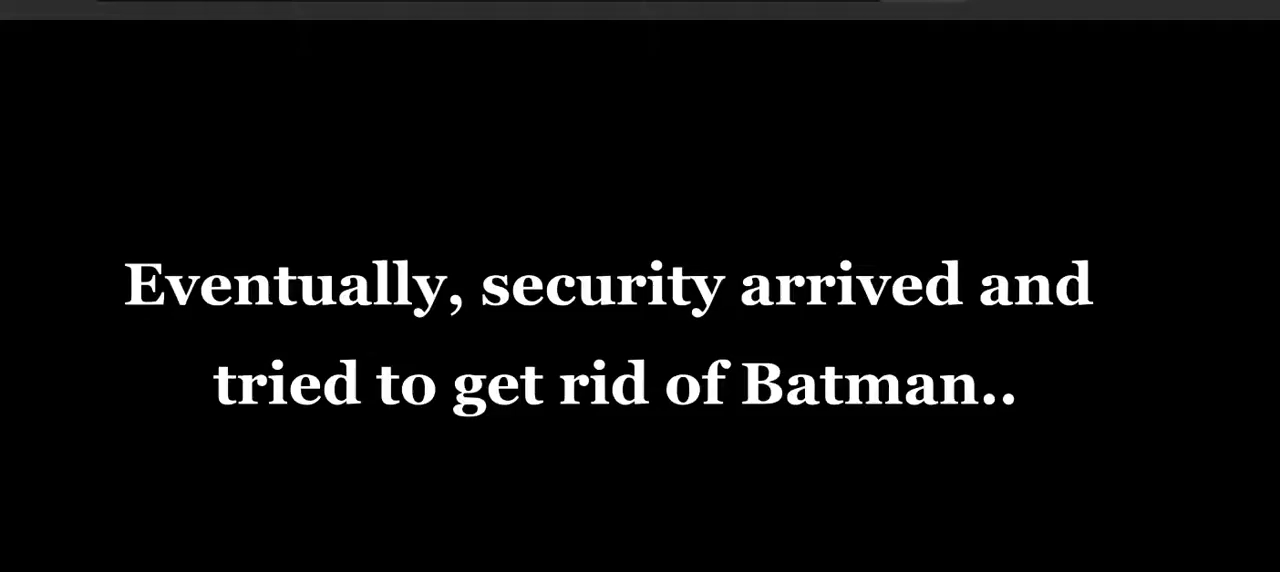 Eventually, security arrived and
tried to get rid of Batman..